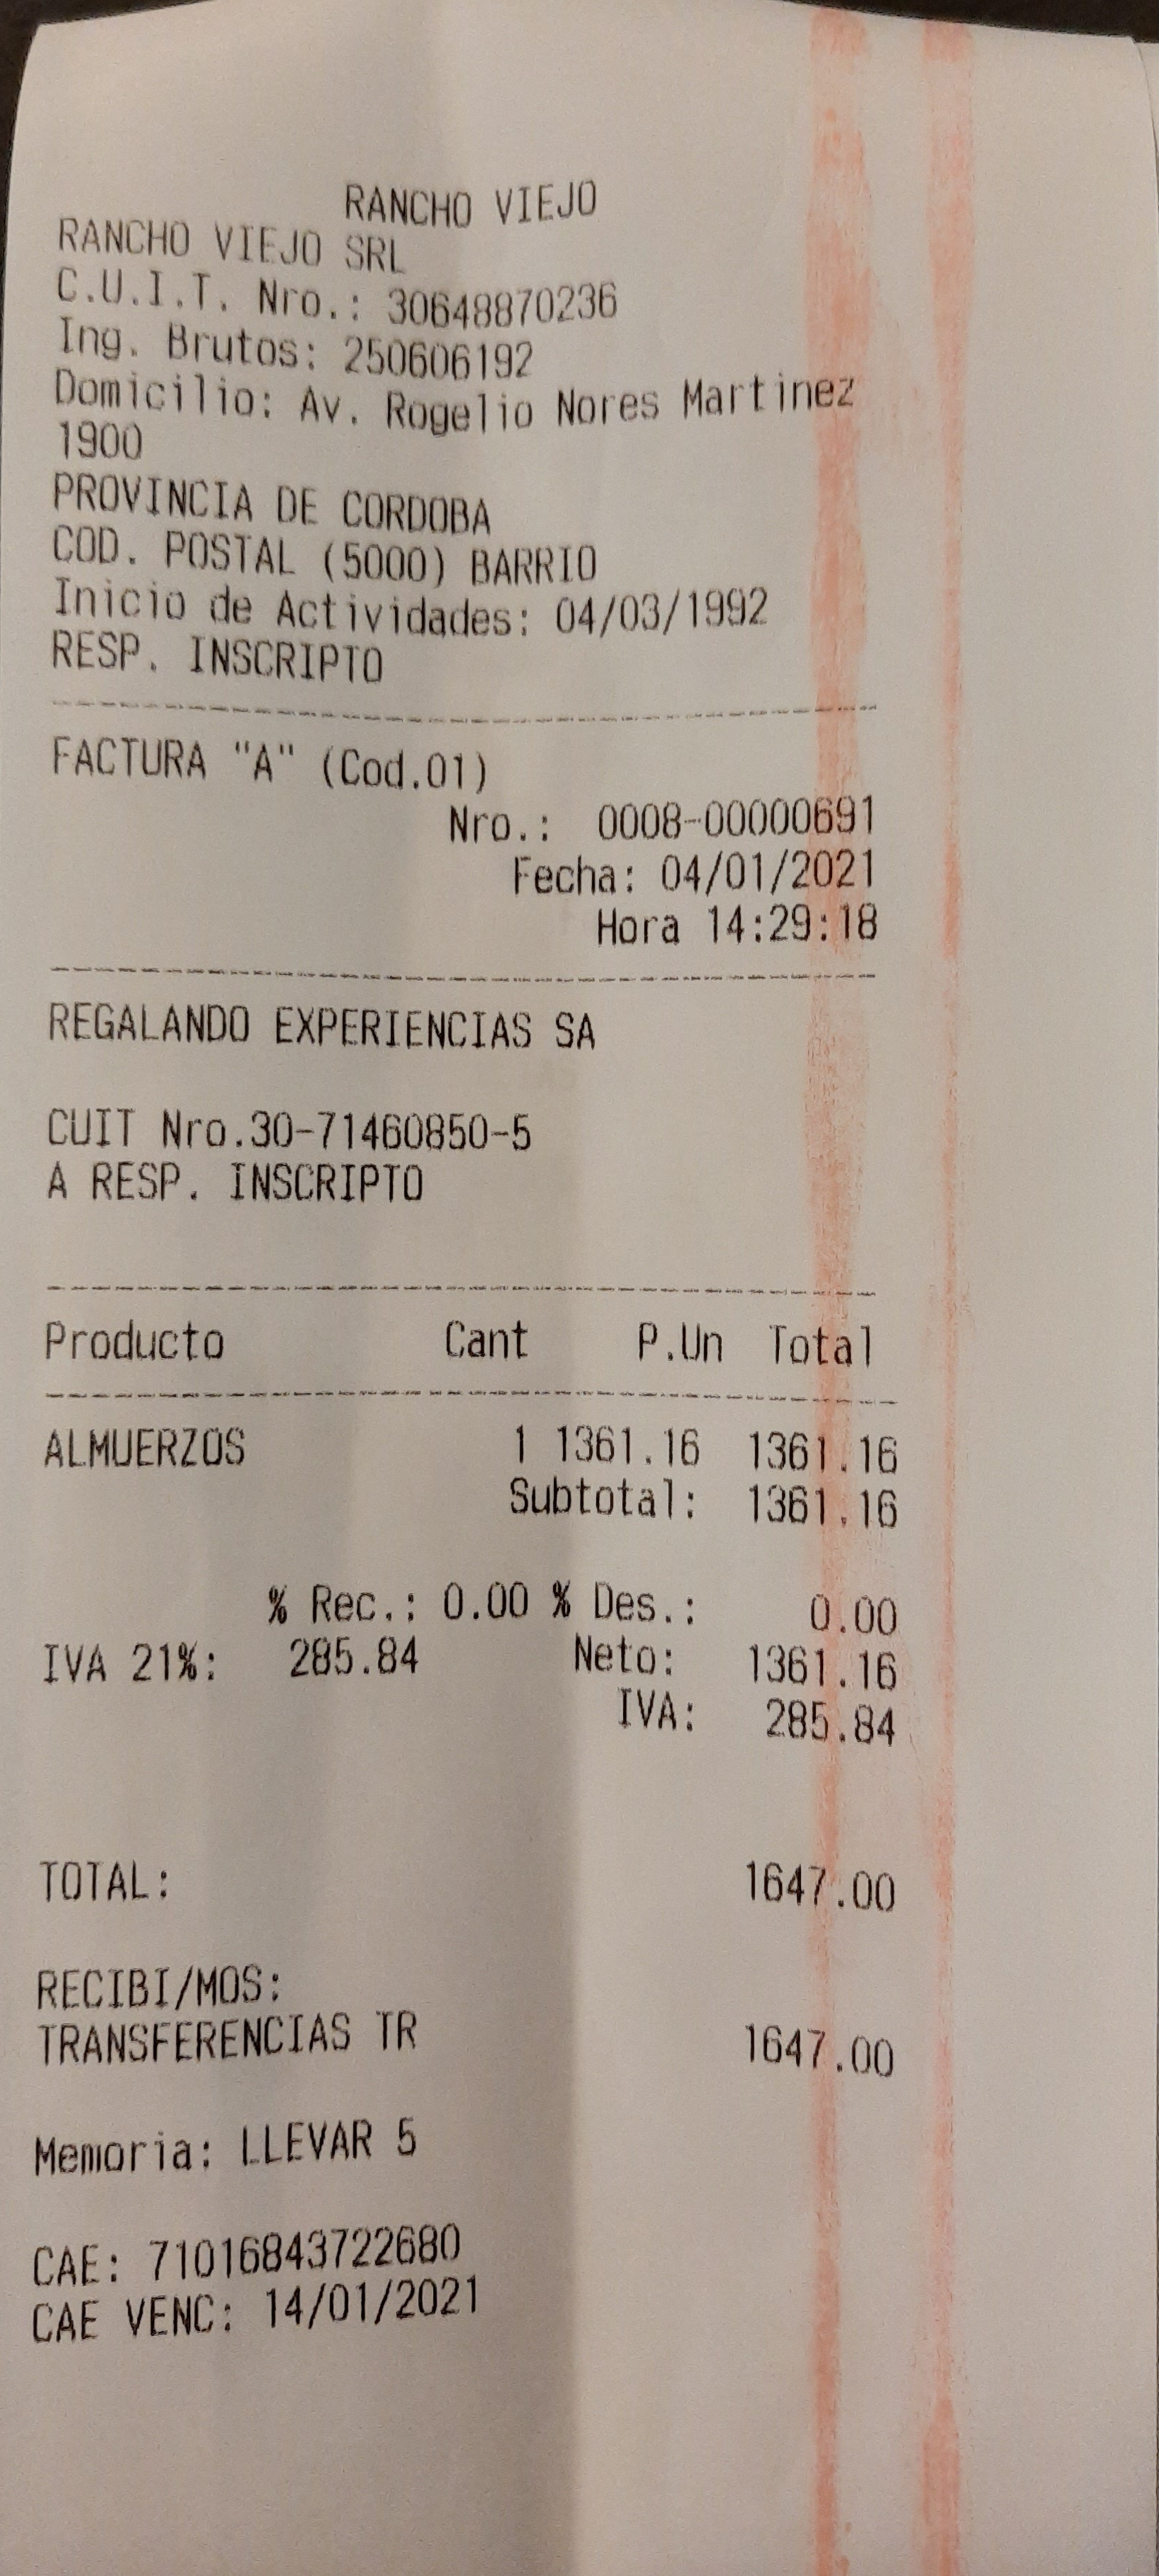 RANCHO VIEJO
RANCHO VIEJO SRL
C.U.I.T. Nro.: 30648870236
Ing. Brutos: 250606192
Domicilio: Av. Rogelio Nores Martinez
1900
PROVINCIA DE CORDOBA
COD. POSTAL (5000) BARRIO
Inicio de Actividades: 04/03/1992
RESP. INSCRIPTO
FACTURA "A" (Cod.01)
Nro.: 0008-00000691
Fecha: 04/01/2021
Hora 14:29:18
REGALANDO EXPERIENCIAS SA
CUIT Nro.30-71460850-5
A RESP. INSCRIPTO
Producto Cant P.Un Total
ALMUERZOS 1 1361.16 1361.16
Subtotal: 1361.16
% Rec.: 0.00 % Des.: 0.00
IVA 21%: 285.84 Neto: 1361.16
IVA: 285.84
TOTAL: 1647.00
RECIBI/MOS:
TRANSFERENCIAS TR 1647.00
Memoria: LLEVAR 5
CAE: 71016843722680
CAE VENC: 14/01/2021